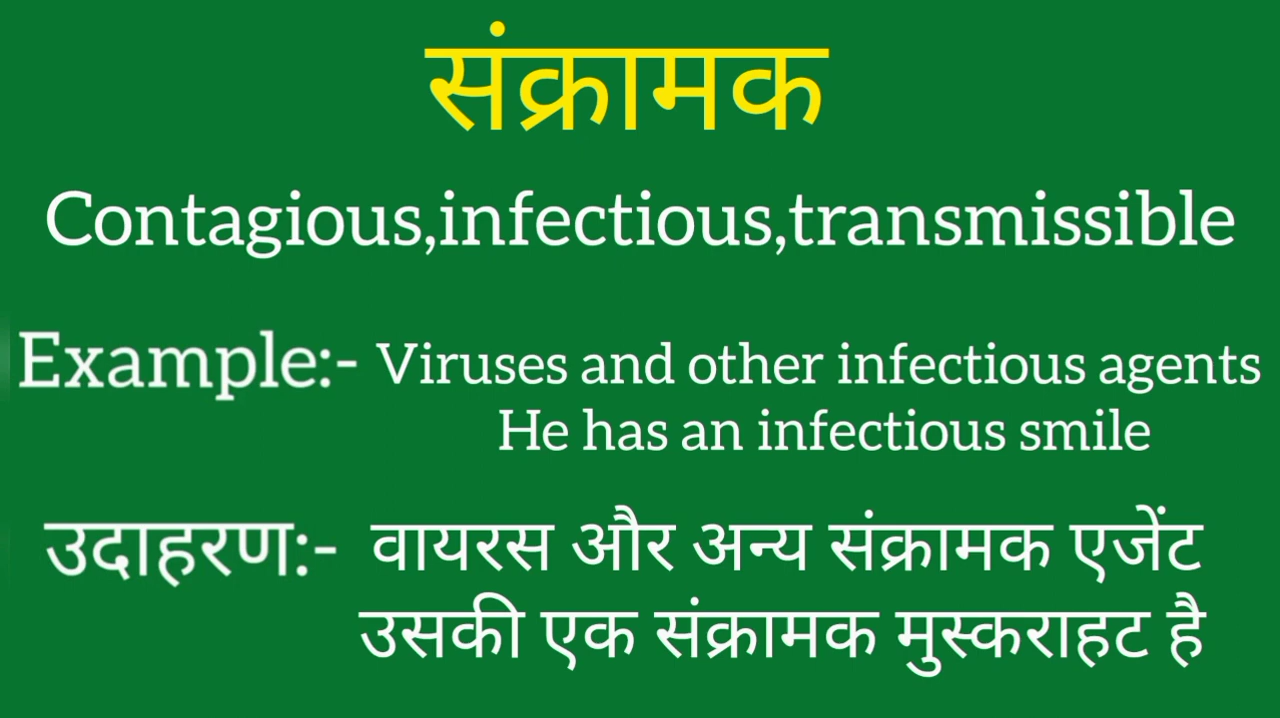 संक्रामक
Contagious,infectious,transmissible
Example:- Viruses and other infectious agents
He has an infectious smile
उदाहरण:- वायरस और अन्य संक्रामक एजेंट
उसकी एक संक्रामक मुस्कराहट है